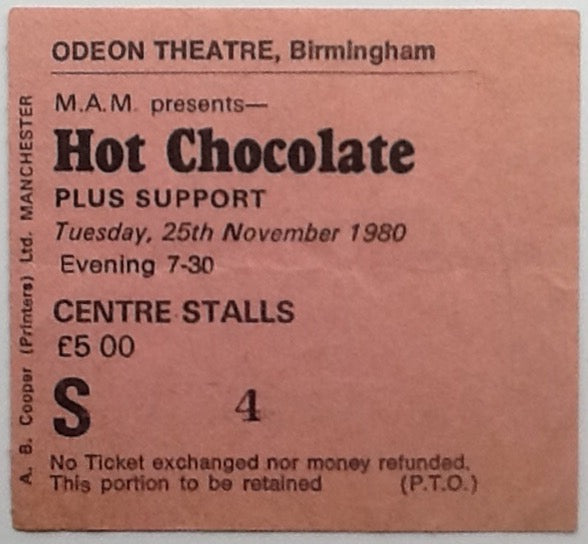 ODEON THEATRE, Birmingham
M.A.M. presents—
Hot Chocolate
PLUS SUPPORT
Tuesday, 25th November 1980
Evening 7-30
CENTRE STALLS
£5 00
S 4
No Ticket exchanged nor money refunded.
This portion to be retained (P.T.O.)
A. B. Cooper (Printers) Ltd. MANCHESTER